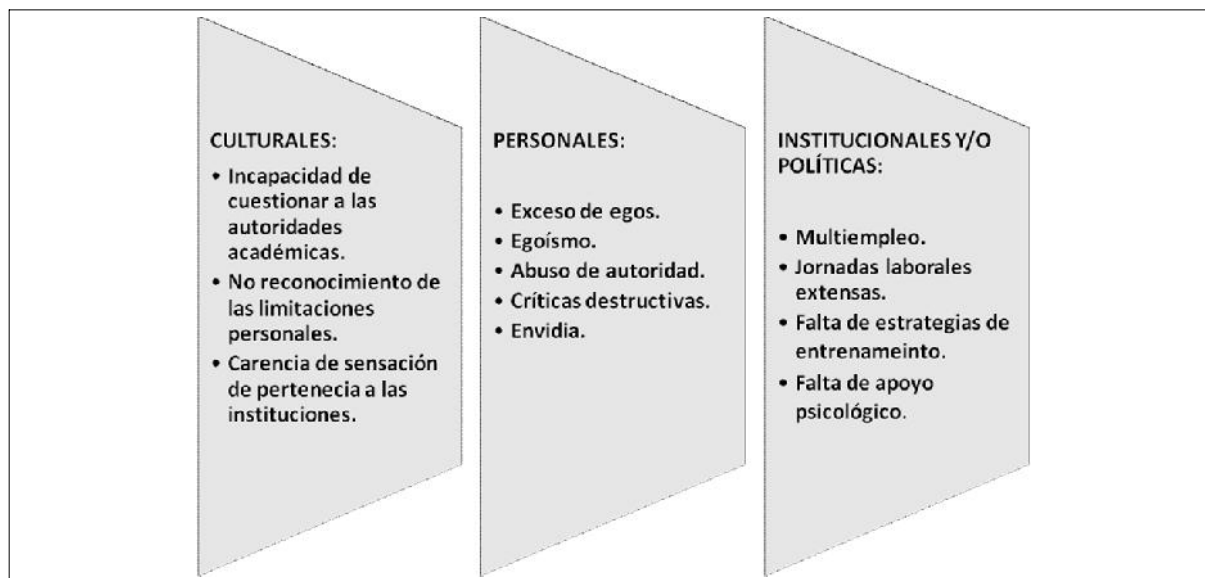 CULTURALES:
• Incapacidad de
cuestionar a las
autoridades
académicas.
• No reconocimiento de
las limitaciones
personales.
• Carencia de sensación
de pertenecia a las
instituciones.
PERSONALES:
• Exceso de egos.
• Egoísmo.
• Abuso de autoridad.
• Críticas destructivas.
• Envidia.
INSTITUCIONALES Y/O
POLÍTICAS:
• Multiempleo.
• Jornadas laborales
extensas.
• Falta de estrategias de
entrenameinto.
• Falta de apoyo
psicológico.